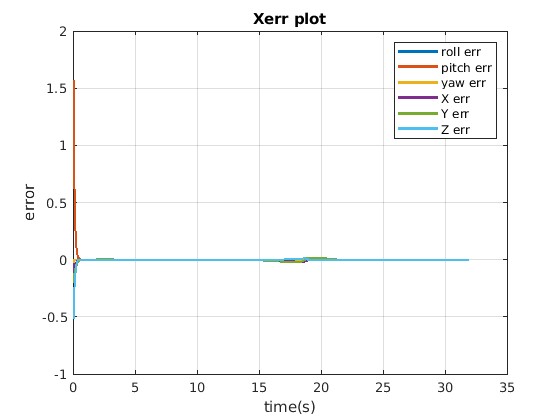 Xerr plot
2
1.5
1
0.5
0
-0.5
-1
error
roll err
pitch err
yaw err
X err
Y err
Z err
0 5 10 15 20 25 30 35
time(s)